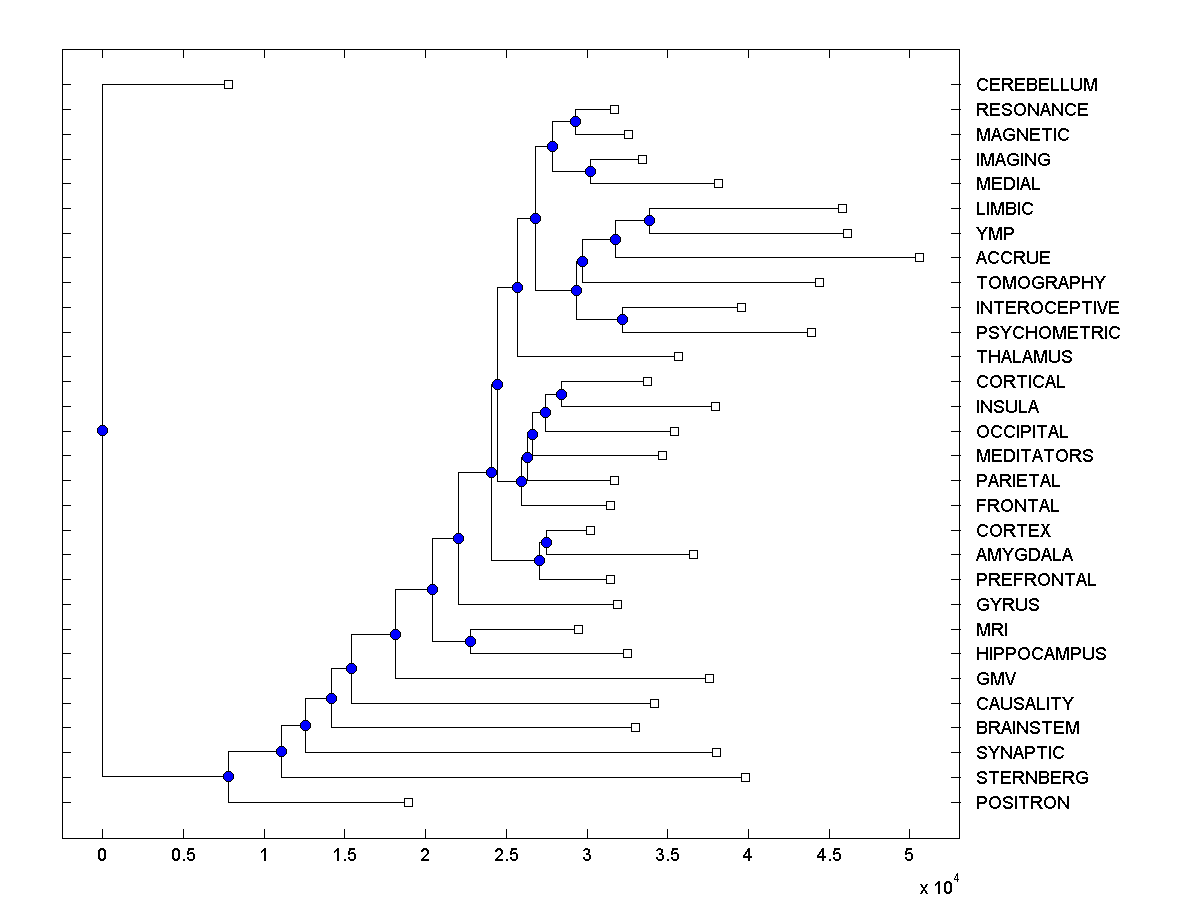 CEREBELLUM
RESONANCE
MAGNETIC
IMAGING
MEDIAL
LIMBIC
YMP
ACCRUE
TOMOGRAPHY
INTEROCEPTIVE
PSYCHOMETRIC
THALAMUS
CORTICAL
INSULA
OCCIPITAL
MEDITATORS
PARIETAL
FRONTAL
CORTEX
AMYGDALA
PREFRONTAL
GYRUS
MRI
HIPPOCAMPUS
GMV
CAUSALITY
BRAINSTEM
SYNAPTIC
STERNBERG
POSITRON
0 0.5 1 1.5 2 2.5 3 3.5 4 4.5 5
x 10^4